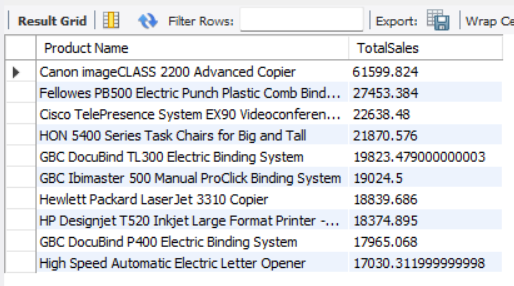 Result Grid Filter Rows: Export: Wrap Ce
Product Name TotalSales
Canon imageCLASS 2200 Advanced Copier 61599.824
Fellowes PB500 Electric Punch Plastic Comb Bind... 27453.384
Cisco TelePresence System EX90 Videoconferen... 22638.48
HON 5400 Series Task Chairs for Big and Tall 21870.576
GBC DocuBind TL300 Electric Binding System 19823.479000000003
GBC Ibimaster 500 Manual ProClick Binding System 19024.5
Hewlett Packard LaserJet 3310 Copier 18839.686
HP Designjet T520 Inkjet Large Format Printer -... 18374.895
GBC DocuBind P400 Electric Binding System 17965.068
High Speed Automatic Electric Letter Opener 17030.311999999998